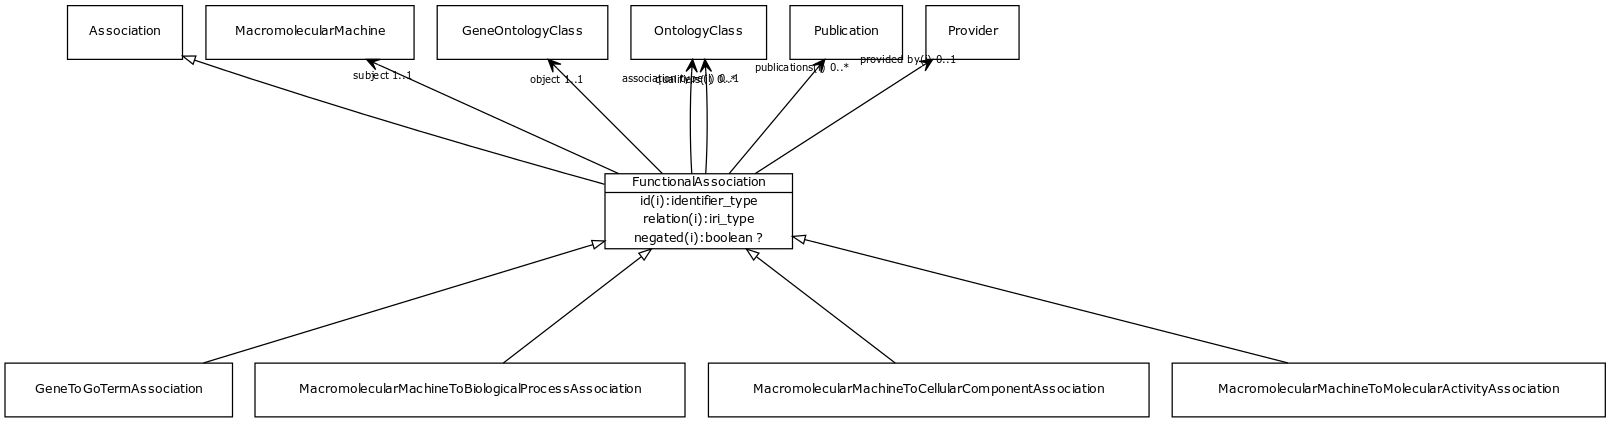 Association
MacromolecularMachine
GeneOntologyClass
OntologyClass
Publication
Provider
subject 1..1
object 1..1
association type(i) 0..1
qualifiers(i) 0..*
publications(i) 0..*
provided by(i) 0..1
FunctionalAssociation
id(i):identifier_type
relation(i):iri_type
negated(i):boolean ?
GeneToGoTermAssociation
MacromolecularMachineToBiologicalProcessAssociation
MacromolecularMachineToCellularComponentAssociation
MacromolecularMachineToMolecularActivityAssociation